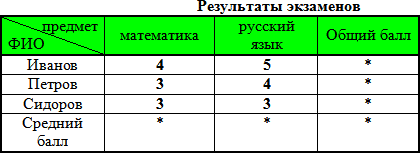 Результаты экзаменов
предмет
ФИО
математика
русский
язык
Общий балл
Иванов 4 5 *
Петров 3 4 *
Сидоров 3 3 *
Средний
балл * * *